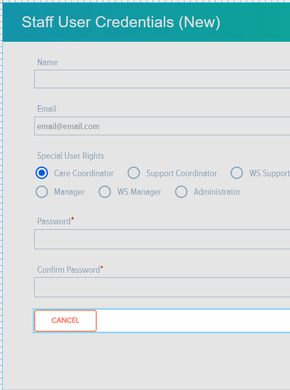 Staff User Credentials (New)
Name
Email
email@email.com
Special User Rights
Care Coordinator Support Coordinator WS Support
Manager WS Manager Administrator
Password*
Confirm Password*
CANCEL